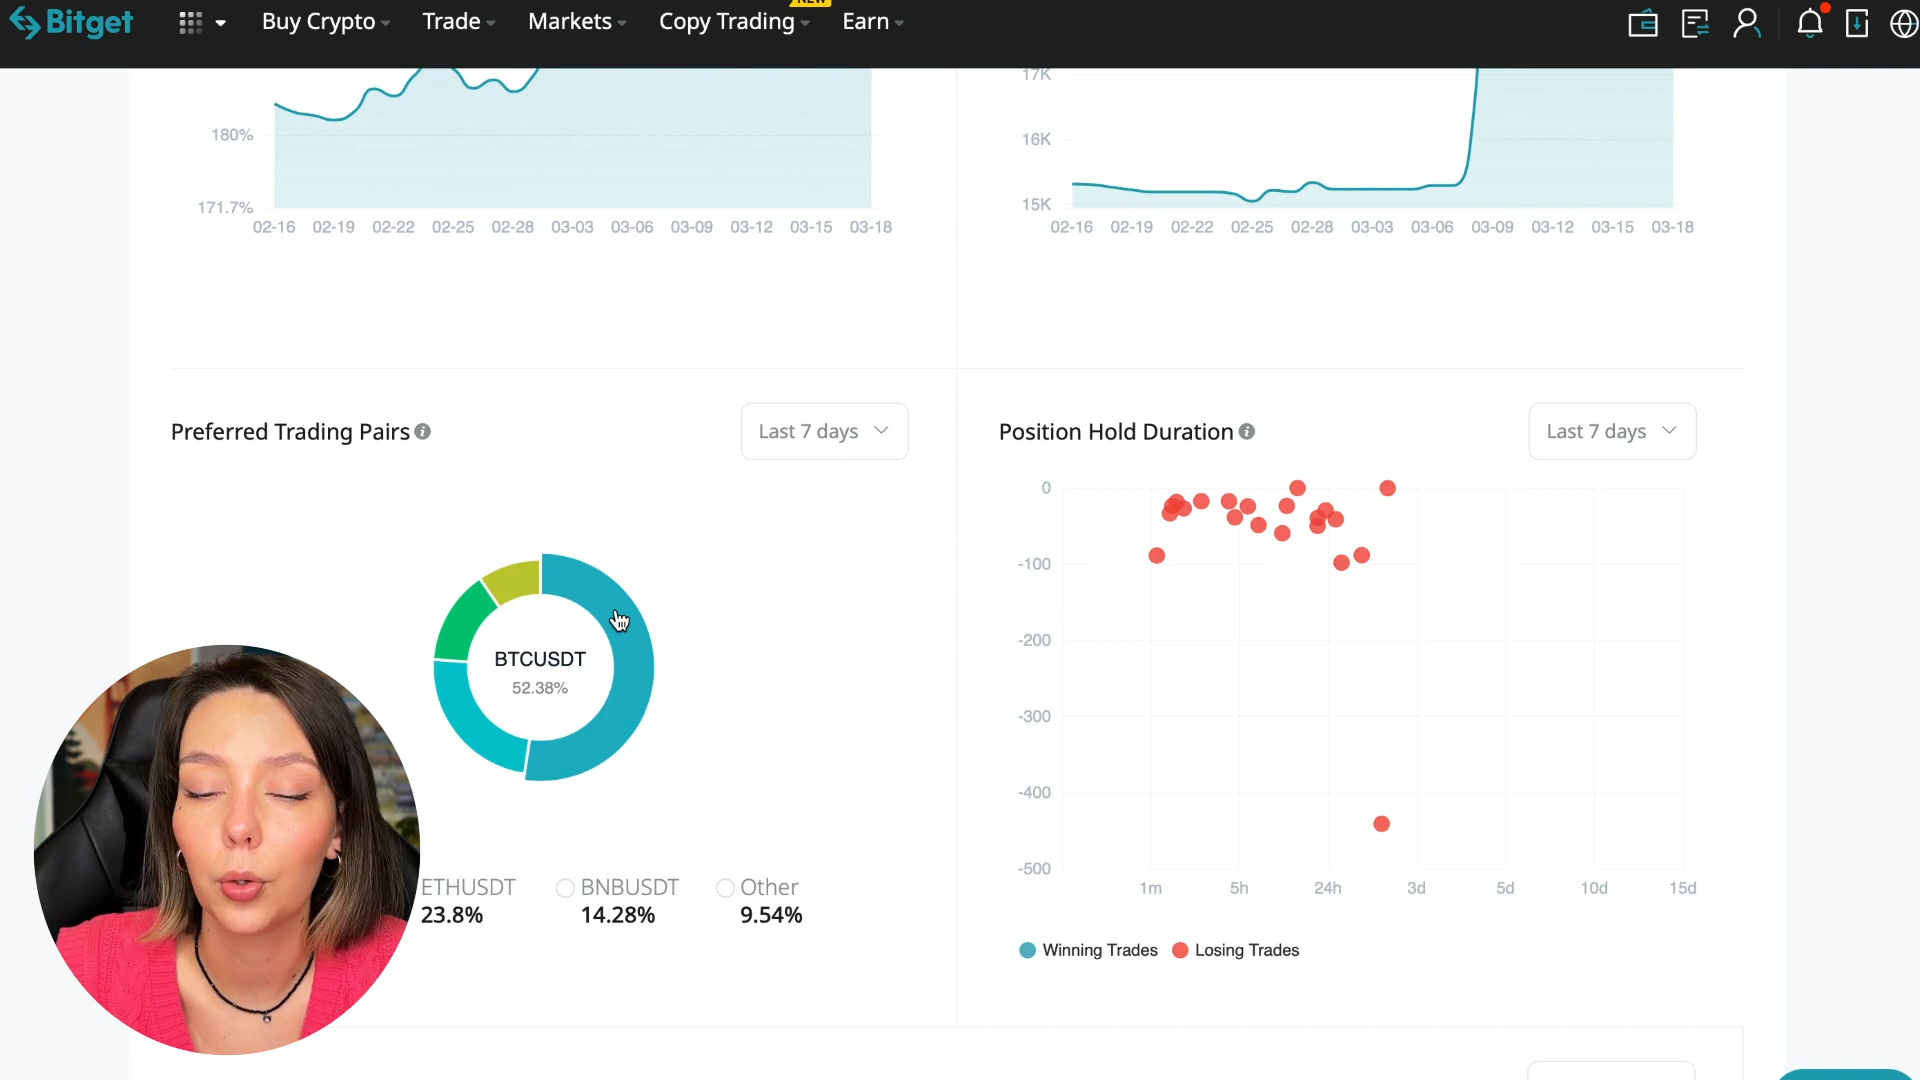 Bitget
Buy Crypto
Trade
Markets
Copy Trading
NEW
Earn
180%
171.7%
02-16 02-19 02-22 02-25 02-28 03-03 03-06 03-09 03-12 03-15 03-18
17K
16K
15K
02-16 02-19 02-22 02-25 02-28 03-03 03-06 03-09 03-12 03-15 03-18
Preferred Trading Pairs
Last 7 days
BTCUSDT
52.38%
ETHUSDT BNBUSDT Other
23.8% 14.28% 9.54%
Position Hold Duration
Last 7 days
0
-100
-200
-300
-400
-500
1m 5h 24h 3d 5d 10d 15d
Winning Trades Losing Trades